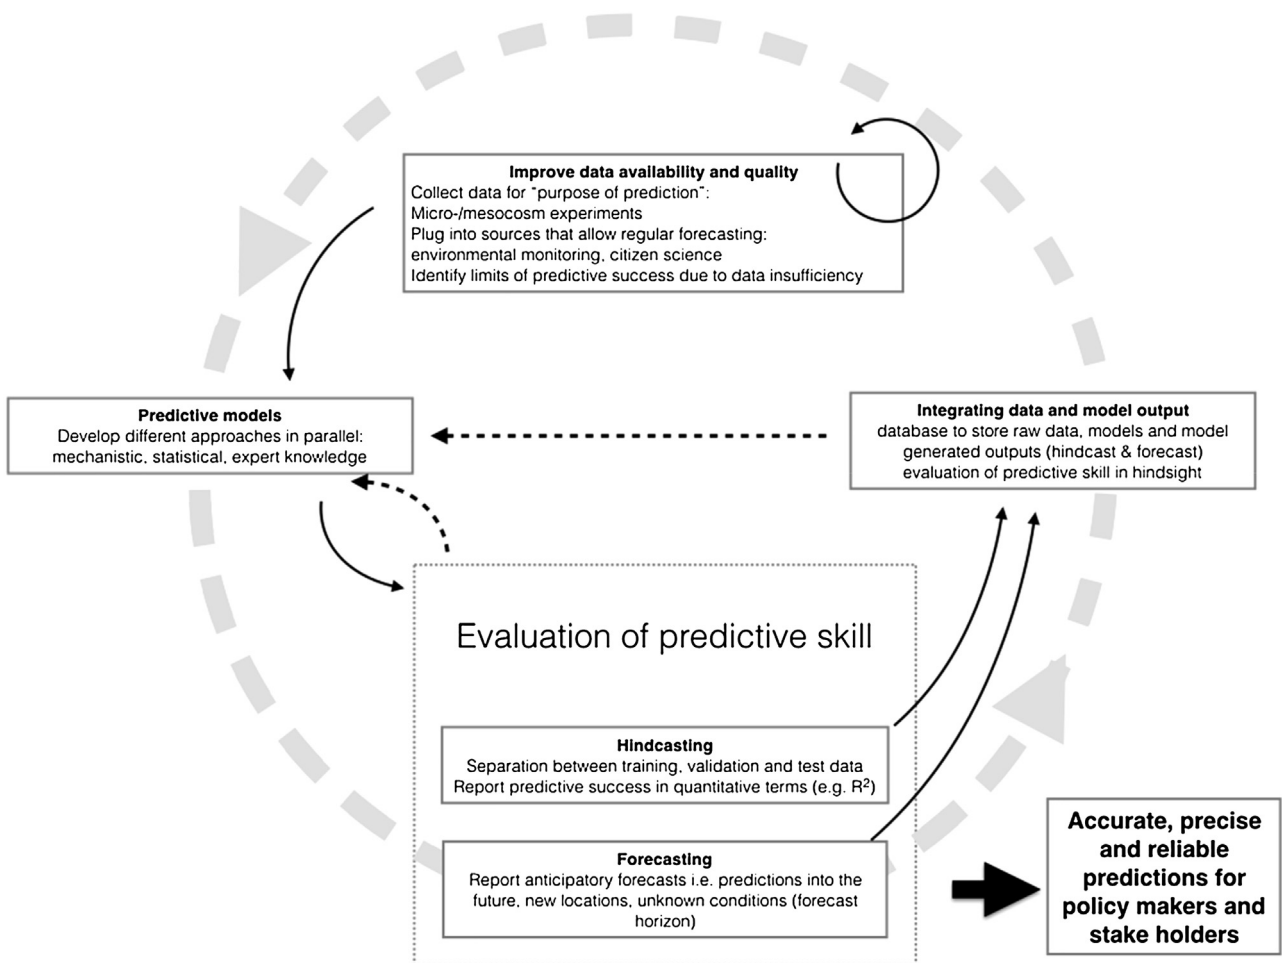 Improve data availability and quality
Collect data for "purpose of prediction":
Micro-/mesocosm experiments
Plug into sources that allow regular forecasting:
environmental monitoring, citizen science
Identify limits of predictive success due to data insufficiency
Predictive models
Develop different approaches in parallel:
mechanistic, statistical, expert knowledge
Integrating data and model output
database to store raw data, models and model
generated outputs (hindcast & forecast)
evaluation of predictive skill in hindsight
Evaluation of predictive skill
Hindcasting
Separation between training, validation and test data
Report predictive success in quantitative terms (e.g. R²)
Forecasting
Report anticipatory forecasts i.e. predictions into the
future, new locations, unknown conditions (forecast
horizon)
Accurate, precise
and reliable
predictions for
policy makers and
stake holders